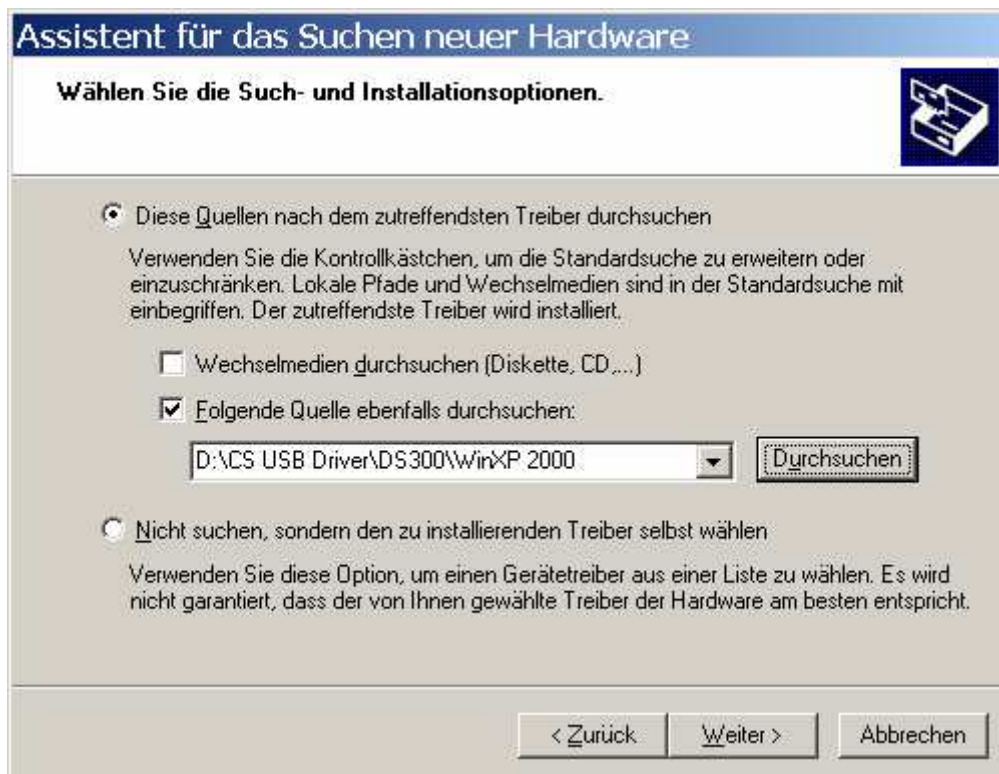 Assistent für das Suchen neuer Hardware
Wählen Sie die Such- und Installationsoptionen.
Diese Quellen nach dem zutreffendsten Treiber durchsuchen
Verwenden Sie die Kontrollkästchen, um die Standardsuche zu erweitern oder
einzuschränken. Lokale Pfade und Wechselmedien sind in der Standardsuche mit
einbegriffen. Der zutreffendste Treiber wird installiert.
Wechselmedien durchsuchen (Diskette, CD,...)
Folgende Quelle ebenfalls durchsuchen:
D:\CS USB Driver\DS300\WinXP 2000
Durchsuchen
Nicht suchen, sondern den zu installierenden Treiber selbst wählen
Verwenden Sie diese Option, um einen Gerätetreiber aus einer Liste zu wählen. Es wird
nicht garantiert, dass der von Ihnen gewählte Treiber der Hardware am besten entspricht.
< Zurück Weiter > Abbrechen